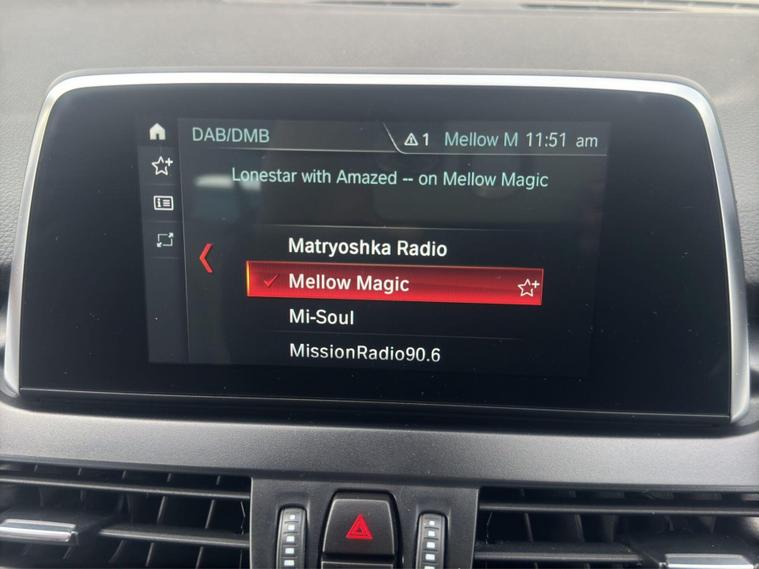 DAB/DMB 1 Mellow M 11:51 am
Lonestar with Amazed -- on Mellow Magic
Matryoshka Radio
Mellow Magic
Mi-Soul
MissionRadio90.6